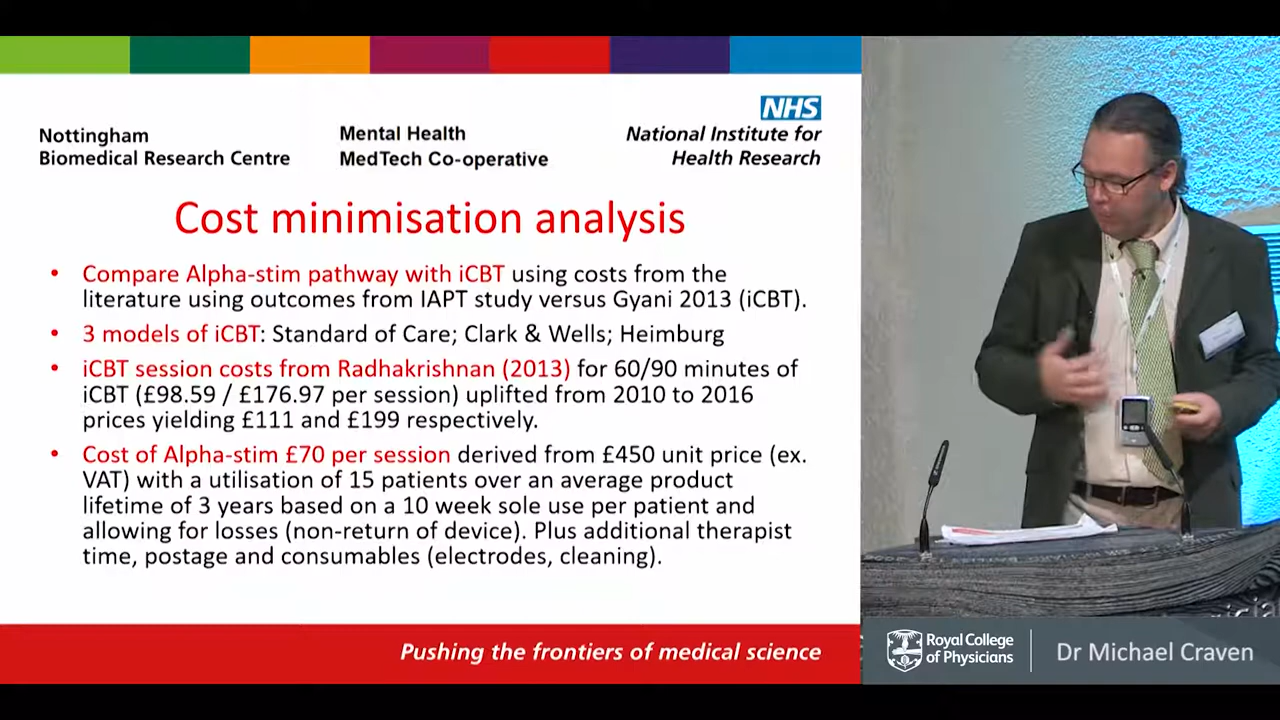 Nottingham
Biomedical Research Centre
Mental Health
MedTech Co-operative
NHS
National Institute for
Health Research
Cost minimisation analysis
• Compare Alpha-stim pathway with iCBT using costs from the
literature using outcomes from IAPT study versus Gyani 2013 (iCBT).
• 3 models of iCBT: Standard of Care; Clark & Wells; Heimburg
• iCBT session costs from Radhakrishnan (2013) for 60/90 minutes of
iCBT (£98.59 / £176.97 per session) uplifted from 2010 to 2016
prices yielding £111 and £199 respectively.
• Cost of Alpha-stim £70 per session derived from £450 unit price (ex.
VAT) with a utilisation of 15 patients over an average product
lifetime of 3 years based on a 10 week sole use per patient and
allowing for losses (non-return of device). Plus additional therapist
time, postage and consumables (electrodes, cleaning).
Pushing the frontiers of medical science
Royal College
of Physicians
Dr Michael Craven